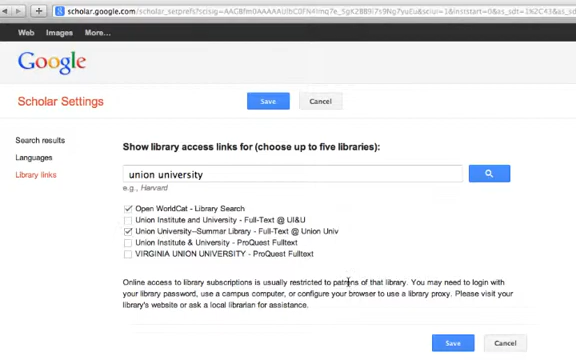 scholar.google.com/scholar_setprefs?scisig=
Web Images More...
Google
Scholar Settings
Save
Cancel
Search results
Languages
Library links
Show library access links for (choose up to five libraries):
union university
e.g., Harvard
Open WorldCat - Library Search
Union Institute and University - Full-Text @ UI&U
Union University--Summar Library - Full-Text @ Union Univ
Union Institute & University - ProQuest Fulltext
VIRGINIA UNION UNIVERSITY - ProQuest Fulltext
Online access to library subscriptions is usually restricted to patrons of that library. You may need to login with
your library password, use a campus computer, or configure your browser to use a library proxy. Please visit your
library's website or ask a local librarian for assistance.
Save
Cancel